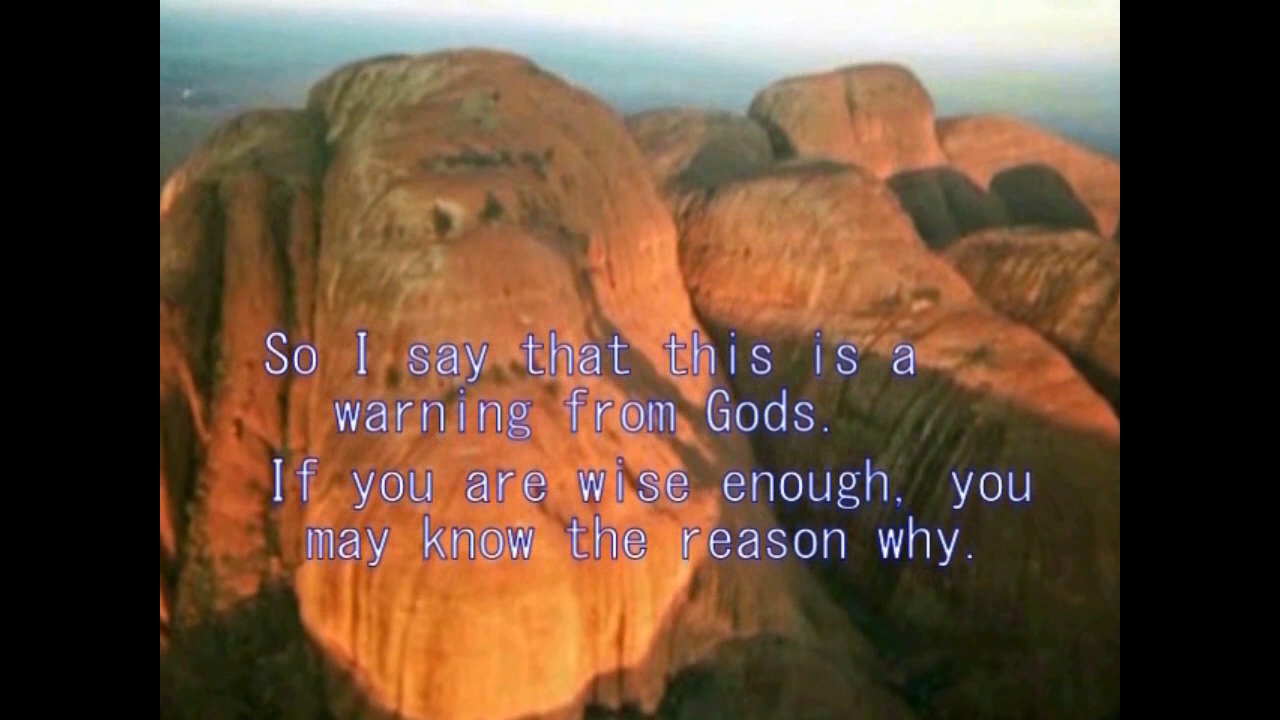 So I say that this is a
warning from Gods.
If you are wise enough, you
may know the reason why.